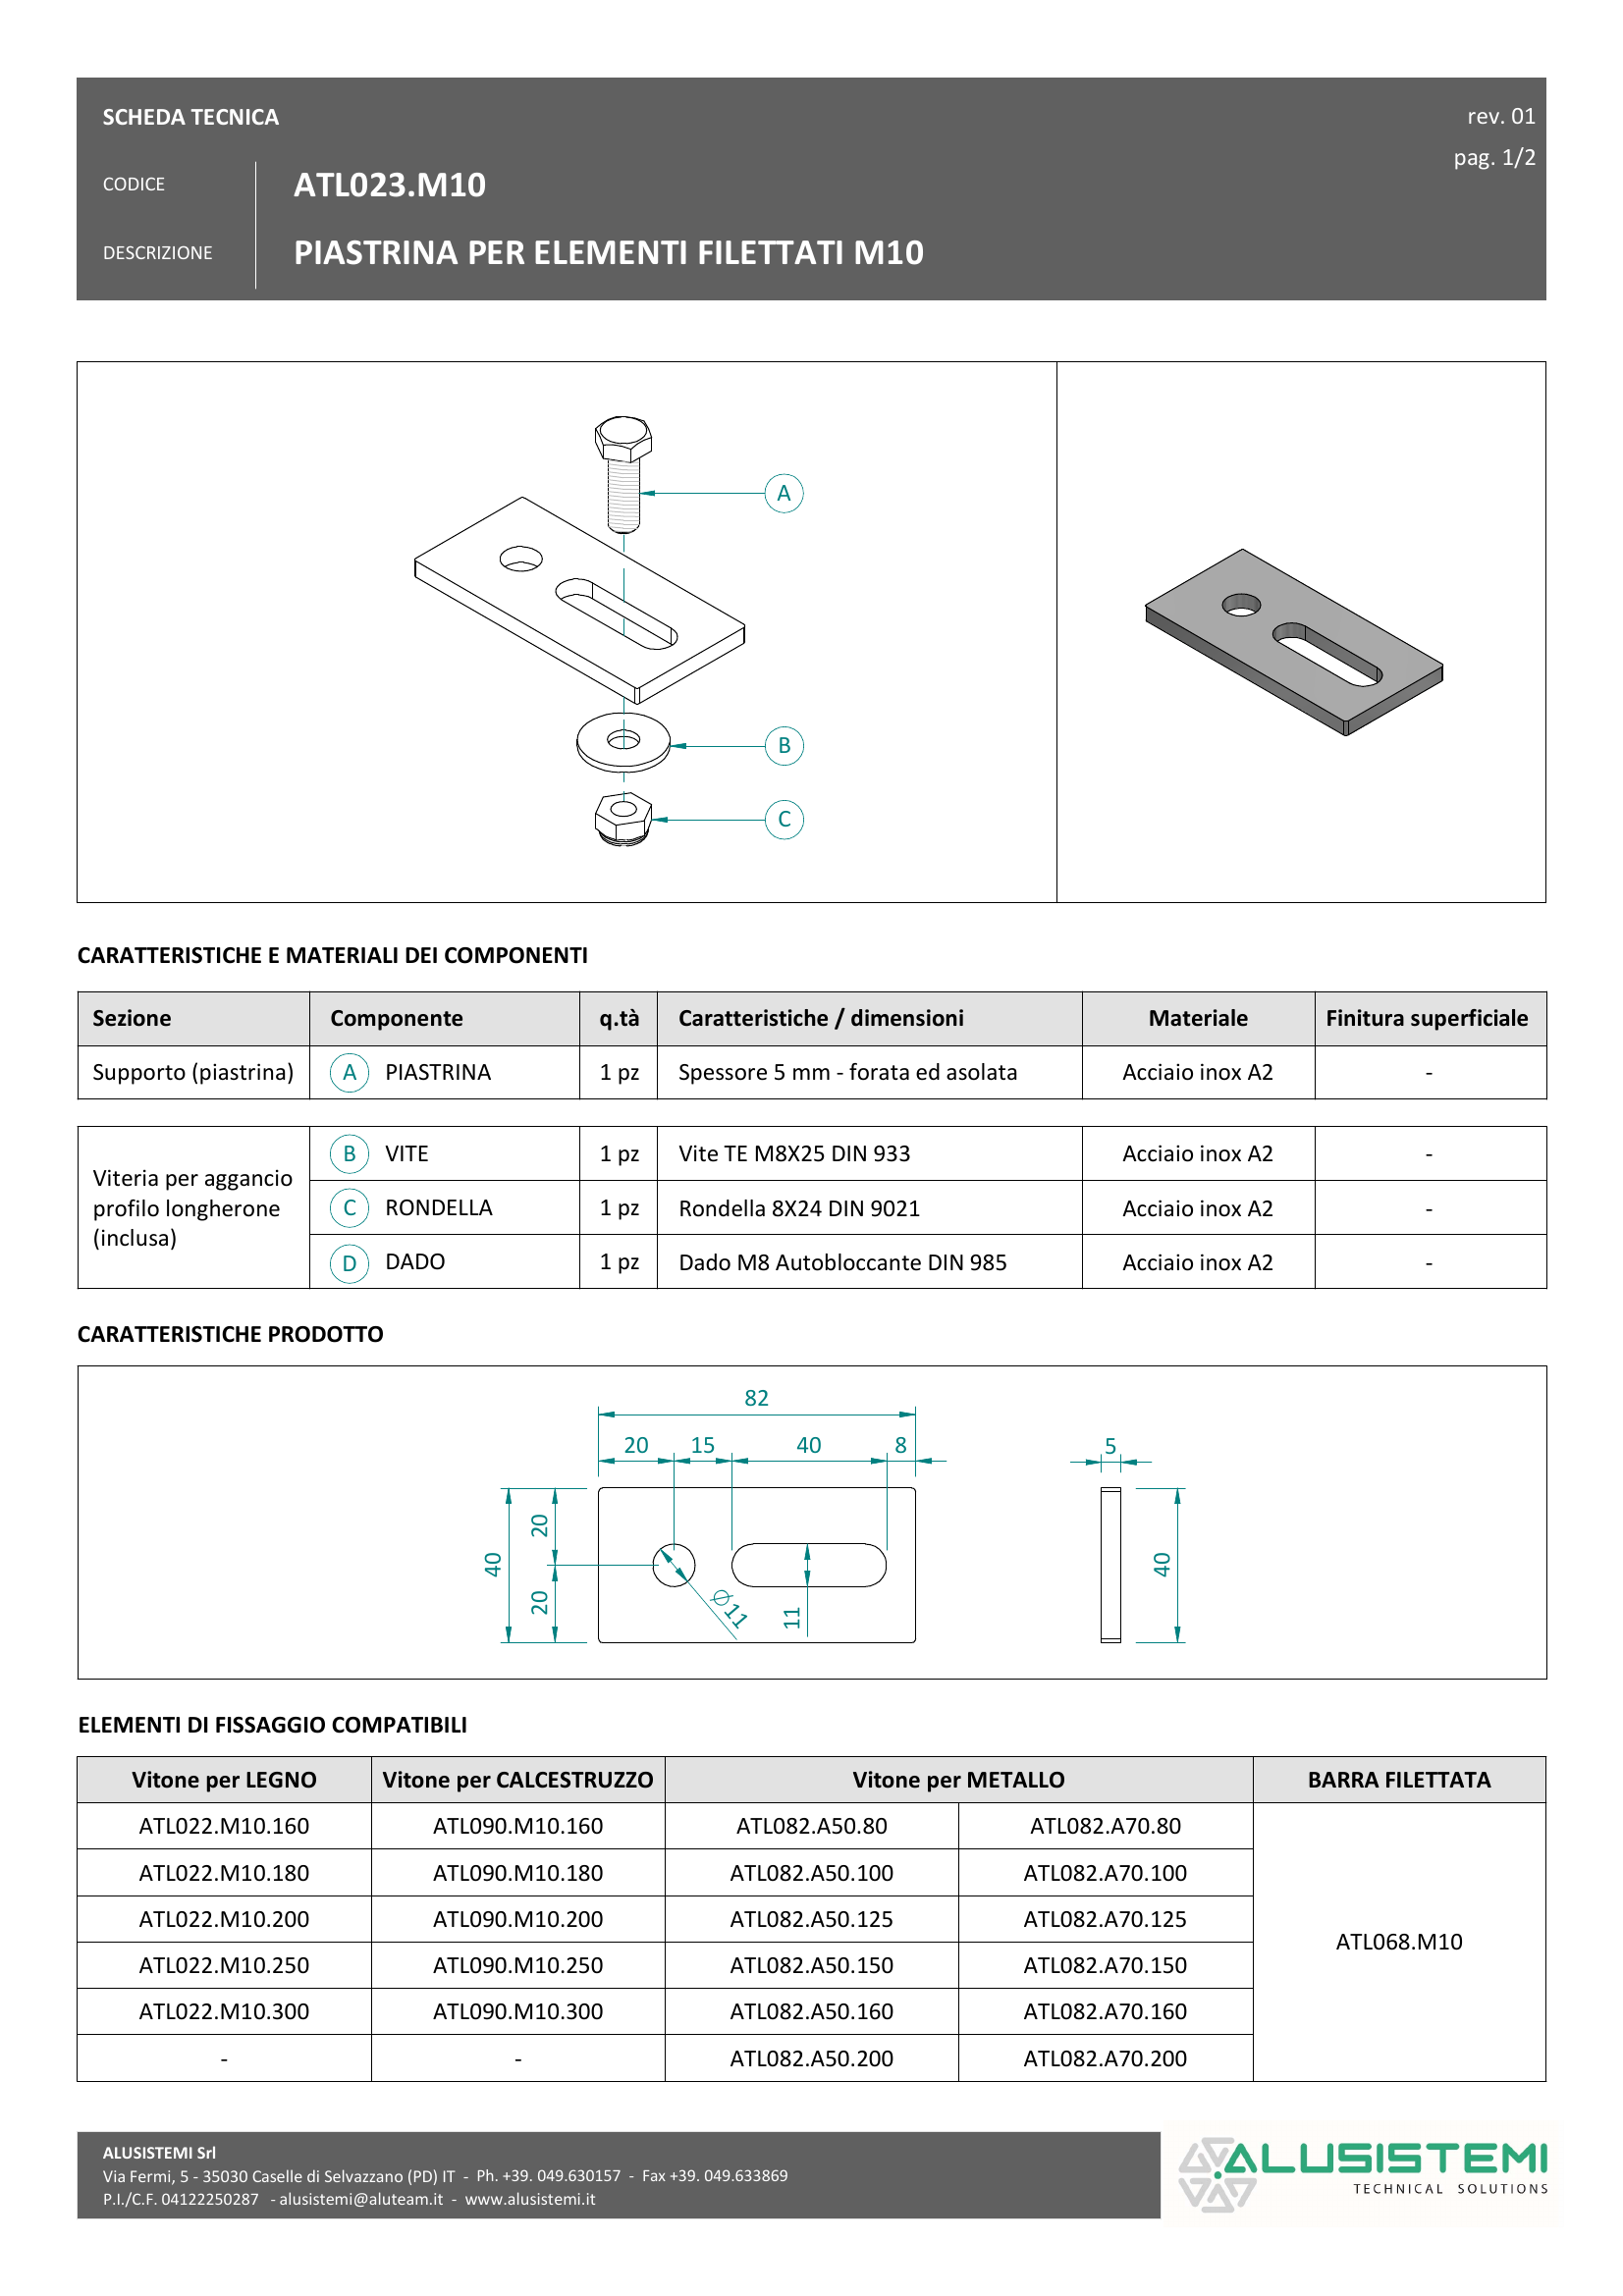 SCHEDA TECNICA
rev. 01
pag. 1/2
CODICE
ATL023.M10
DESCRIZIONE
PIASTRINA PER ELEMENTI FILETTATI M10
A
B
C
CARATTERISTICHE E MATERIALI DEI COMPONENTI
Sezione Componente q.tà Caratteristiche / dimensioni Materiale Finitura superficiale
Supporto (piastrina) A PIASTRINA 1 pz Spessore 5 mm - forata ed asolata Acciaio inox A2 -
Viteria per aggancio
profilo longherone
(inclusa)
B VITE 1 pz Vite TE M8X25 DIN 933 Acciaio inox A2 -
C RONDELLA 1 pz Rondella 8X24 DIN 9021 Acciaio inox A2 -
D DADO 1 pz Dado M8 Autobloccante DIN 985 Acciaio inox A2 -
CARATTERISTICHE PRODOTTO
82
20 15 40 8 5
40
20
20
Ø11
11
40
ELEMENTI DI FISSAGGIO COMPATIBILI
Vitone per LEGNO Vitone per CALCESTRUZZO Vitone per METALLO BARRA FILETTATA
ATL022.M10.160 ATL090.M10.160 ATL082.A50.80 ATL082.A70.80
ATL022.M10.180 ATL090.M10.180 ATL082.A50.100 ATL082.A70.100
ATL022.M10.200 ATL090.M10.200 ATL082.A50.125 ATL082.A70.125
ATL068.M10
ATL022.M10.250 ATL090.M10.250 ATL082.A50.150 ATL082.A70.150
ATL022.M10.300 ATL090.M10.300 ATL082.A50.160 ATL082.A70.160
- - ATL082.A50.200 ATL082.A70.200
ALUSISTEMI Srl
Via Fermi, 5 - 35030 Caselle di Selvazzano (PD) IT - Ph. +39. 049.630157 - Fax +39. 049.633869
P.I./C.F. 04122250287 - alusistemi@aluteam.it - www.alusistemi.it
ALUSISTEMI
TECHNICAL SOLUTIONS